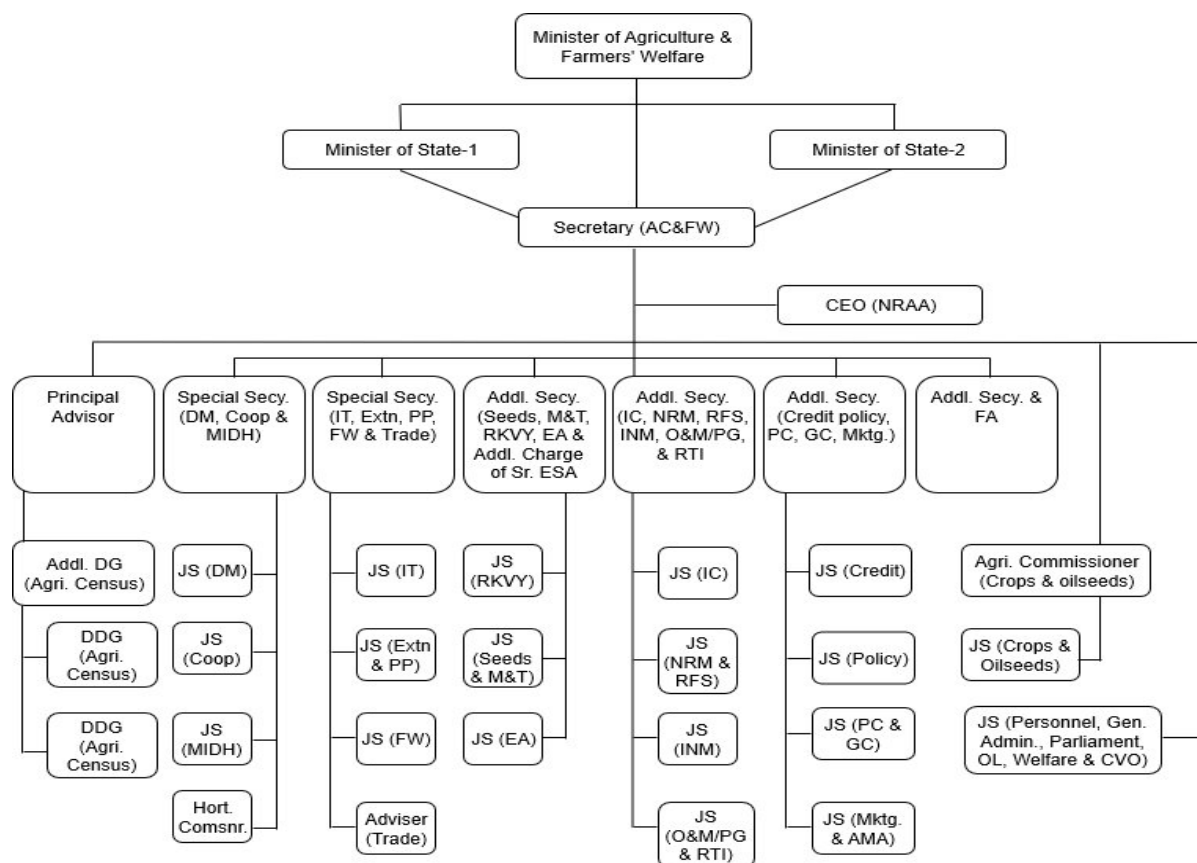 Minister of Agriculture &
Farmers' Welfare
Minister of State-1
Minister of State-2
Secretary (AC&FW)
CEO (NRAA)
Principal
Advisor
Special Secy.
(DM, Coop &
MIDH)
Special Secy.
(IT, Extn, PP,
FW & Trade)
Addl. Secy.
(Seeds, M&T,
RKVY, EA &
Addl. Charge
of Sr. ESA
Addl. Secy.
(IC, NRM, RFS,
INM, O&M/PG,
& RTI
Addl. Secy.
(Credit policy,
PC, GC, Mktg.)
Addl. Secy. &
FA
Addl. DG
(Agri. Census)
JS (DM)
JS (IT)
JS
(RKVY)
JS (IC)
JS (Credit)
Agri. Commissioner
(Crops & oilseeds)
DDG
(Agri.
Census)
JS
(Coop)
JS (Extn
& PP)
JS
(Seeds
& M&T)
JS
(NRM &
RFS)
JS (Policy)
JS (Crops &
Oilseeds)
DDG
(Agri.
Census)
JS
(MIDH)
JS (FW)
JS (EA)
JS
(INM)
JS (PC &
GC)
JS (Personnel, Gen.
Admin., Parliament,
OL, Welfare & CVO)
Hort.
Comsnr.
Adviser
(Trade)
JS
(O&M/PG
& RTI)
JS (Mktg.
& AMA)